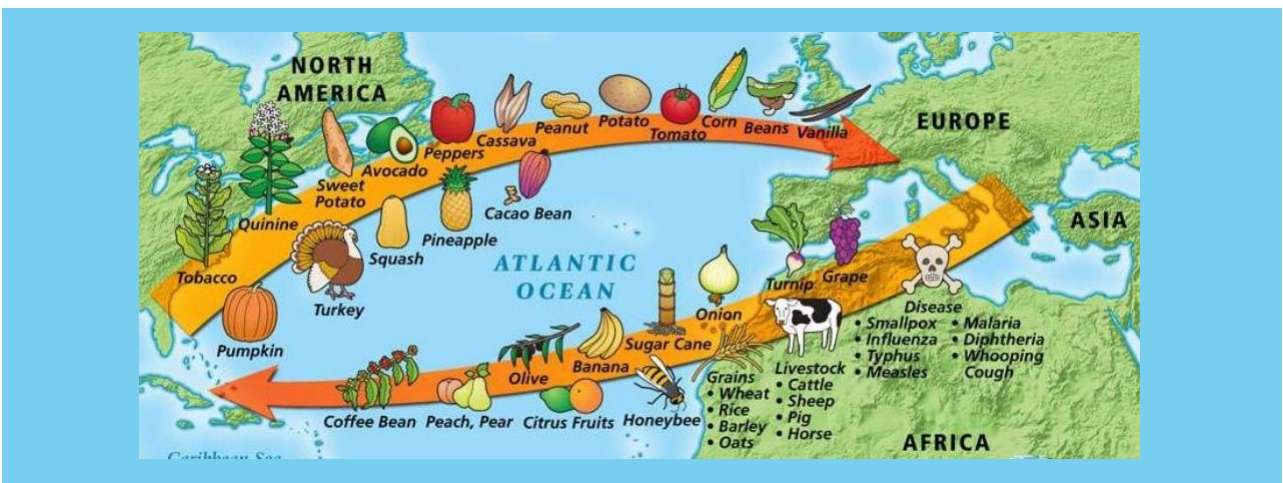 NORTH
AMERICA
EUROPE
ASIA
AFRICA
ATLANTIC
OCEAN
Caribbean Sea
Tobacco
Quinine
Sweet
Potato
Avocado
Peppers
Cassava
Peanut
Potato
Tomato
Corn
Beans
Vanilla
Pumpkin
Turkey
Squash
Pineapple
Cacao Bean
Coffee Bean
Peach, Pear
Olive
Citrus Fruits
Banana
Honeybee
Sugar Cane
Onion
Turnip
Grape
Grains
• Wheat
• Rice
• Barley
• Oats
Livestock
• Cattle
• Sheep
• Pig
• Horse
Disease
• Smallpox
• Influenza
• Typhus
• Measles
• Malaria
• Diphtheria
• Whooping
Cough